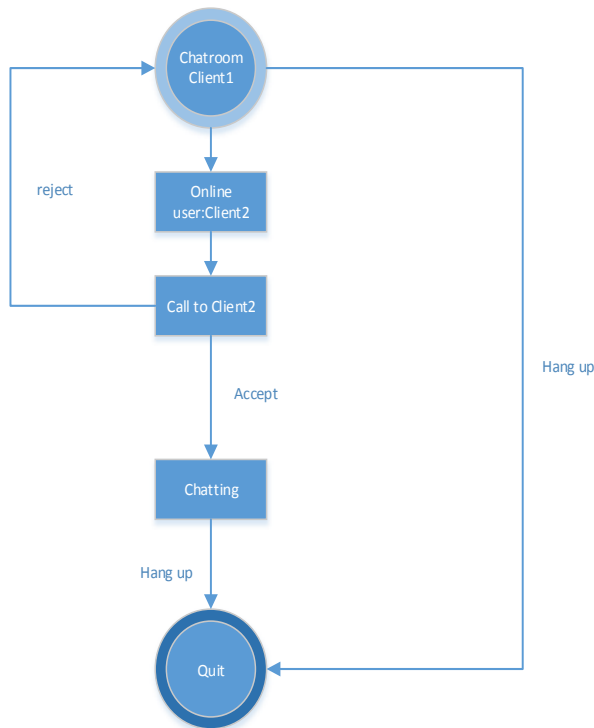 Chatroom
Client1
reject
Online
user:Client2
Call to Client2
Hang up
Accept
Chatting
Hang up
Quit